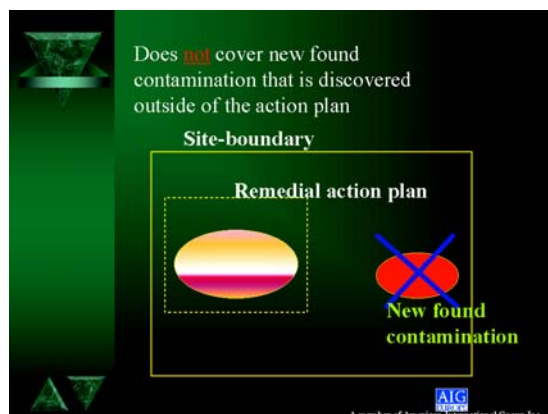 Does not cover new found
contamination that is discovered
outside of the action plan
Site-boundary
Remedial action plan
New found
contamination
AIG
EUROPE